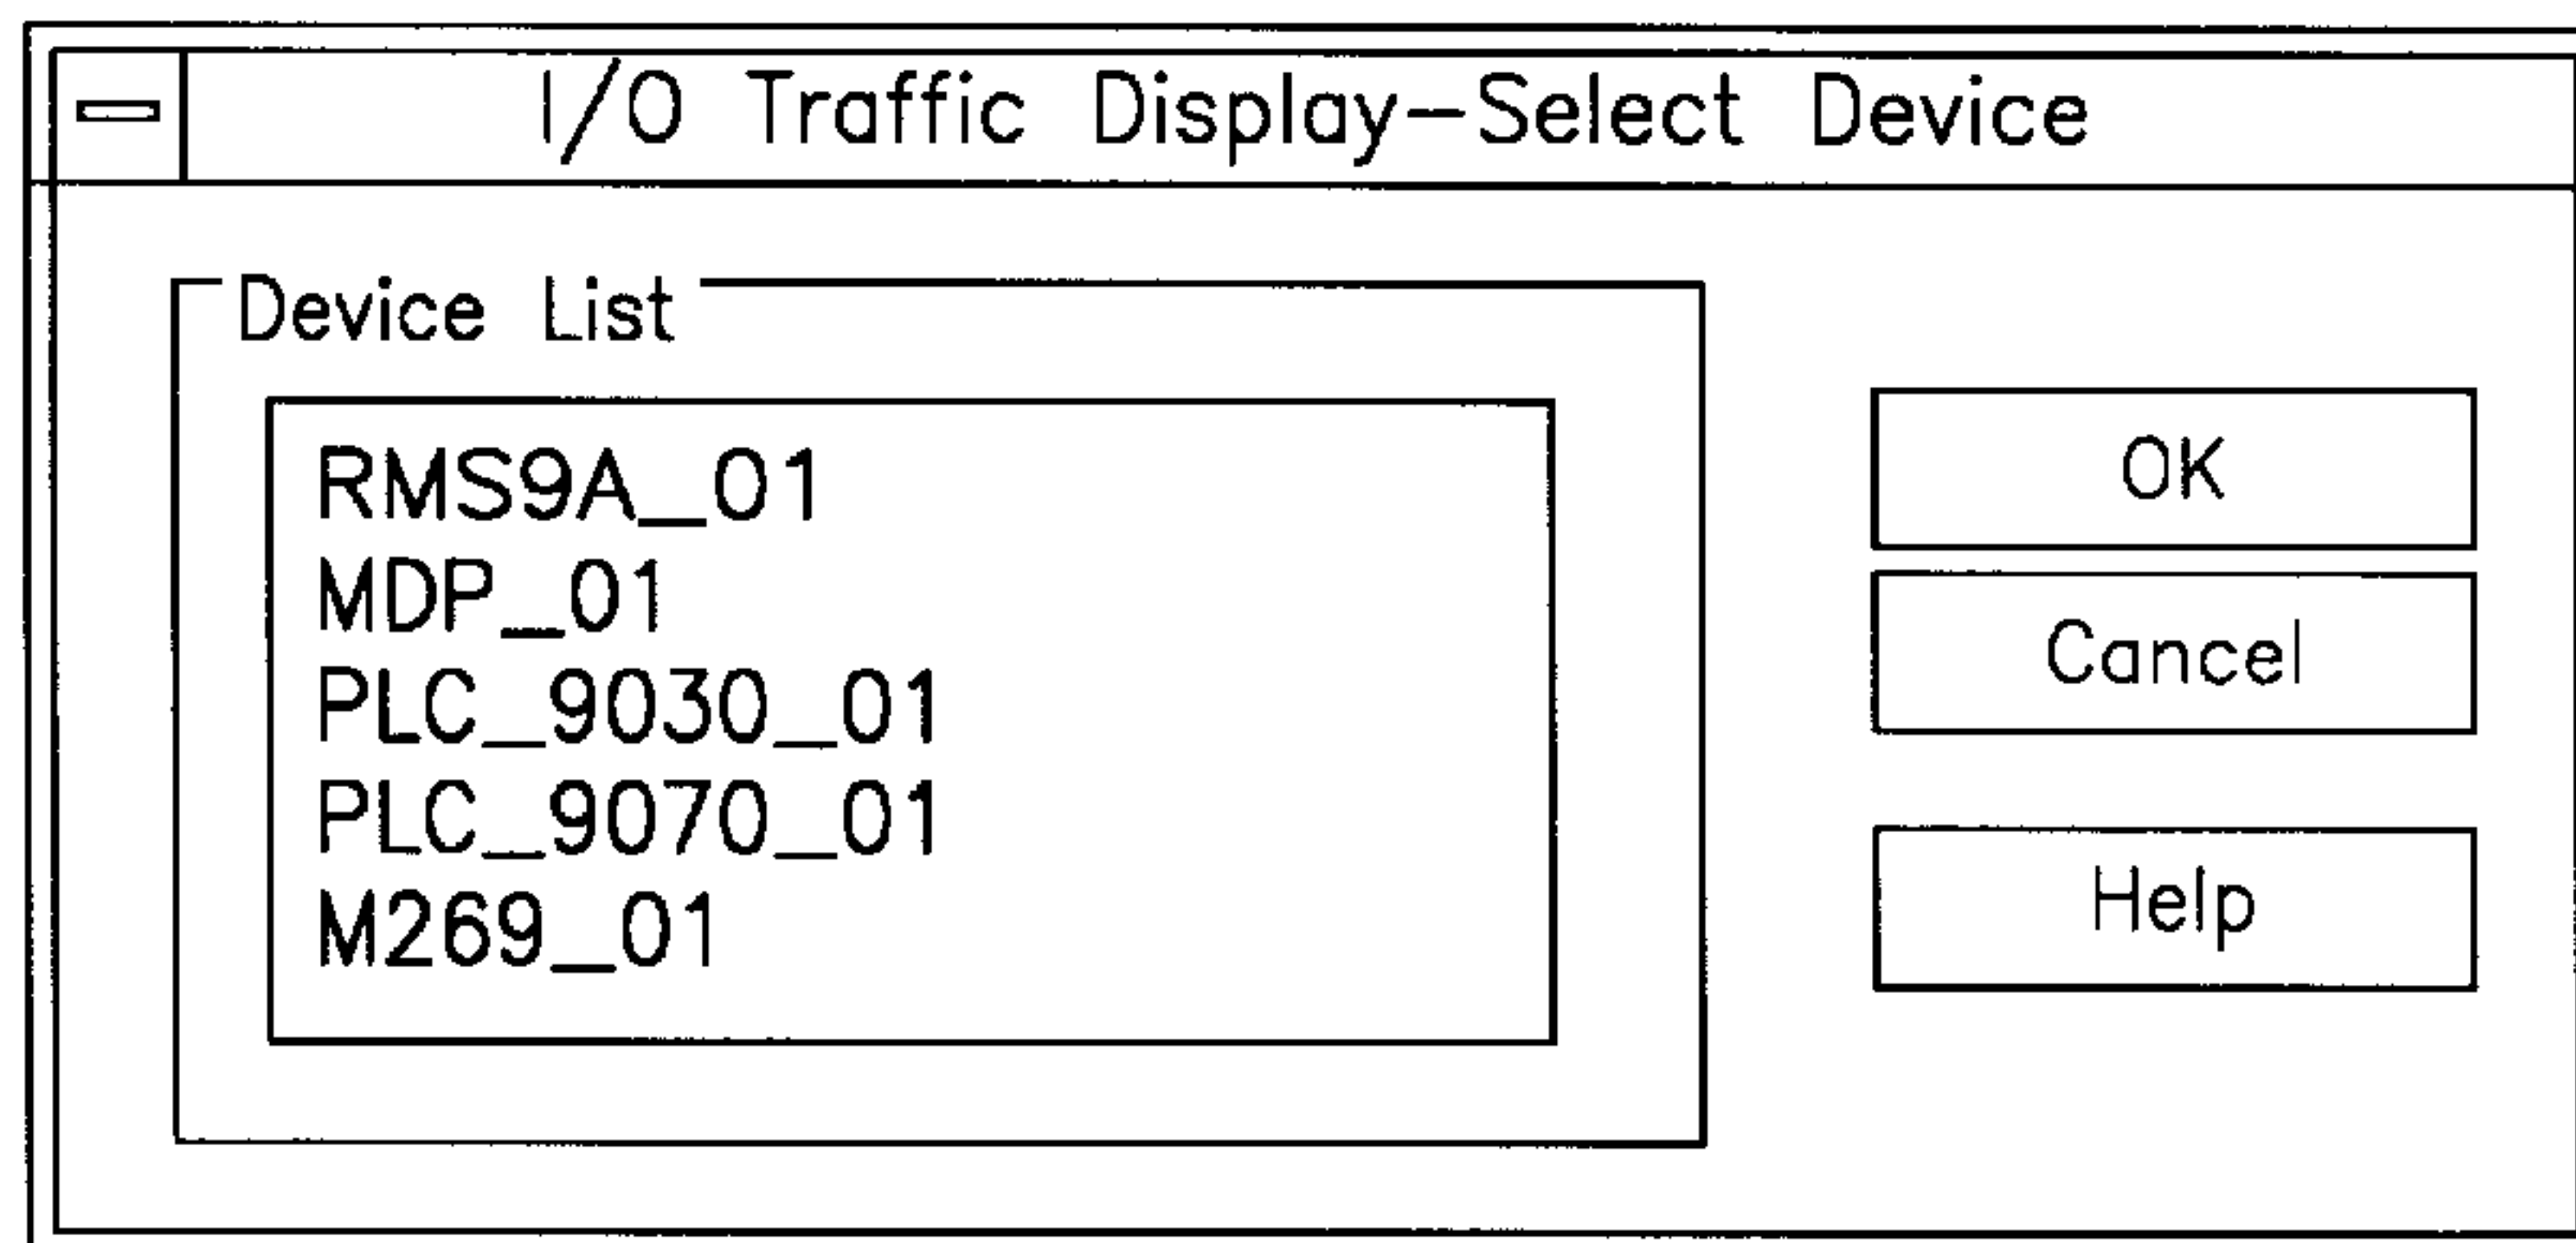 I/O Traffic Display-Select Device
Device List
RMS9A_01
MDP_01
PLC_9030_01
PLC_9070_01
M269_01
OK
Cancel
Help